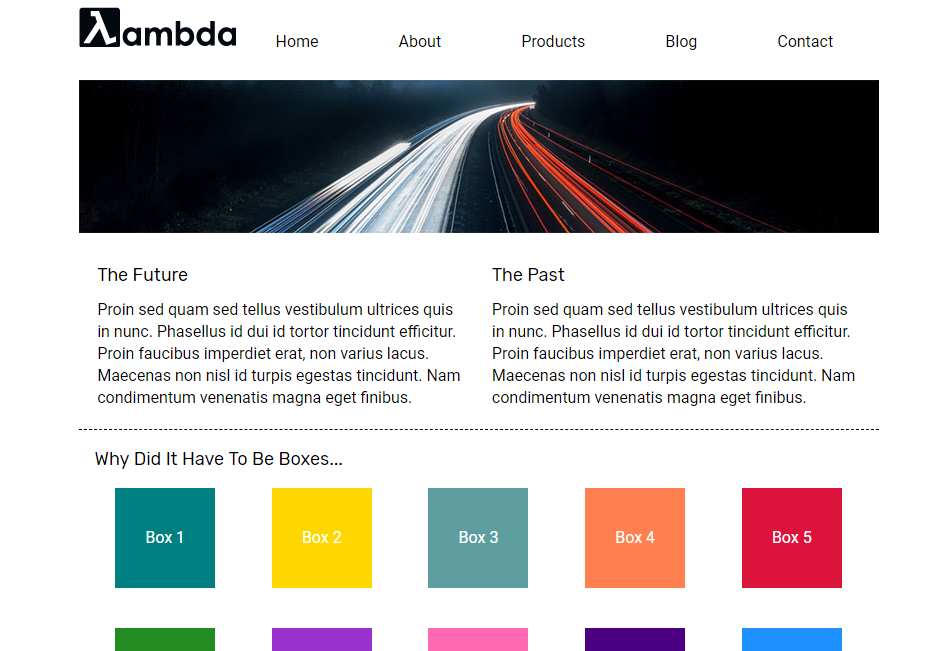 λambda
Home About Products Blog Contact
The Future
Proin sed quam sed tellus vestibulum ultrices quis
in nunc. Phasellus id dui id tortor tincidunt efficitur.
Proin faucibus imperdiet erat, non varius lacus.
Maecenas non nisl id turpis egestas tincidunt. Nam
condimentum venenatis magna eget finibus.
The Past
Proin sed quam sed tellus vestibulum ultrices quis
in nunc. Phasellus id dui id tortor tincidunt efficitur.
Proin faucibus imperdiet erat, non varius lacus.
Maecenas non nisl id turpis egestas tincidunt. Nam
condimentum venenatis magna eget finibus.
Why Did It Have To Be Boxes...
Box 1 Box 2 Box 3 Box 4 Box 5